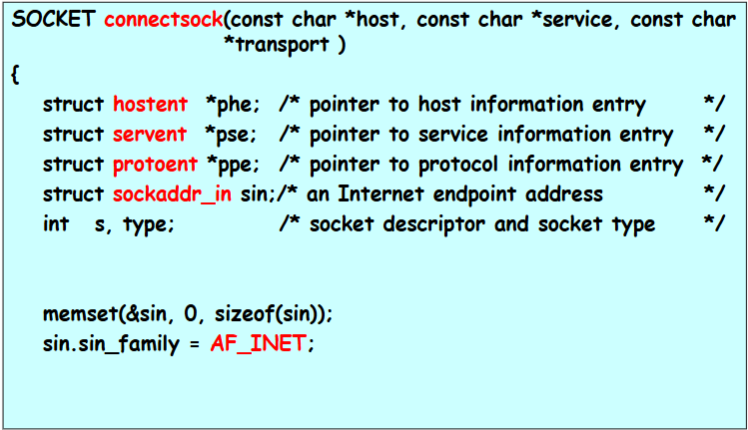 SOCKET connectsock(const char *host, const char *service, const char
*transport )
{
struct hostent *phe; /* pointer to host information entry */
struct servent *pse; /* pointer to service information entry */
struct protoent *ppe; /* pointer to protocol information entry */
struct sockaddr_in sin;/* an Internet endpoint address */
int s, type; /* socket descriptor and socket type */
memset(&sin, 0, sizeof(sin));
sin.sin_family = AF_INET;